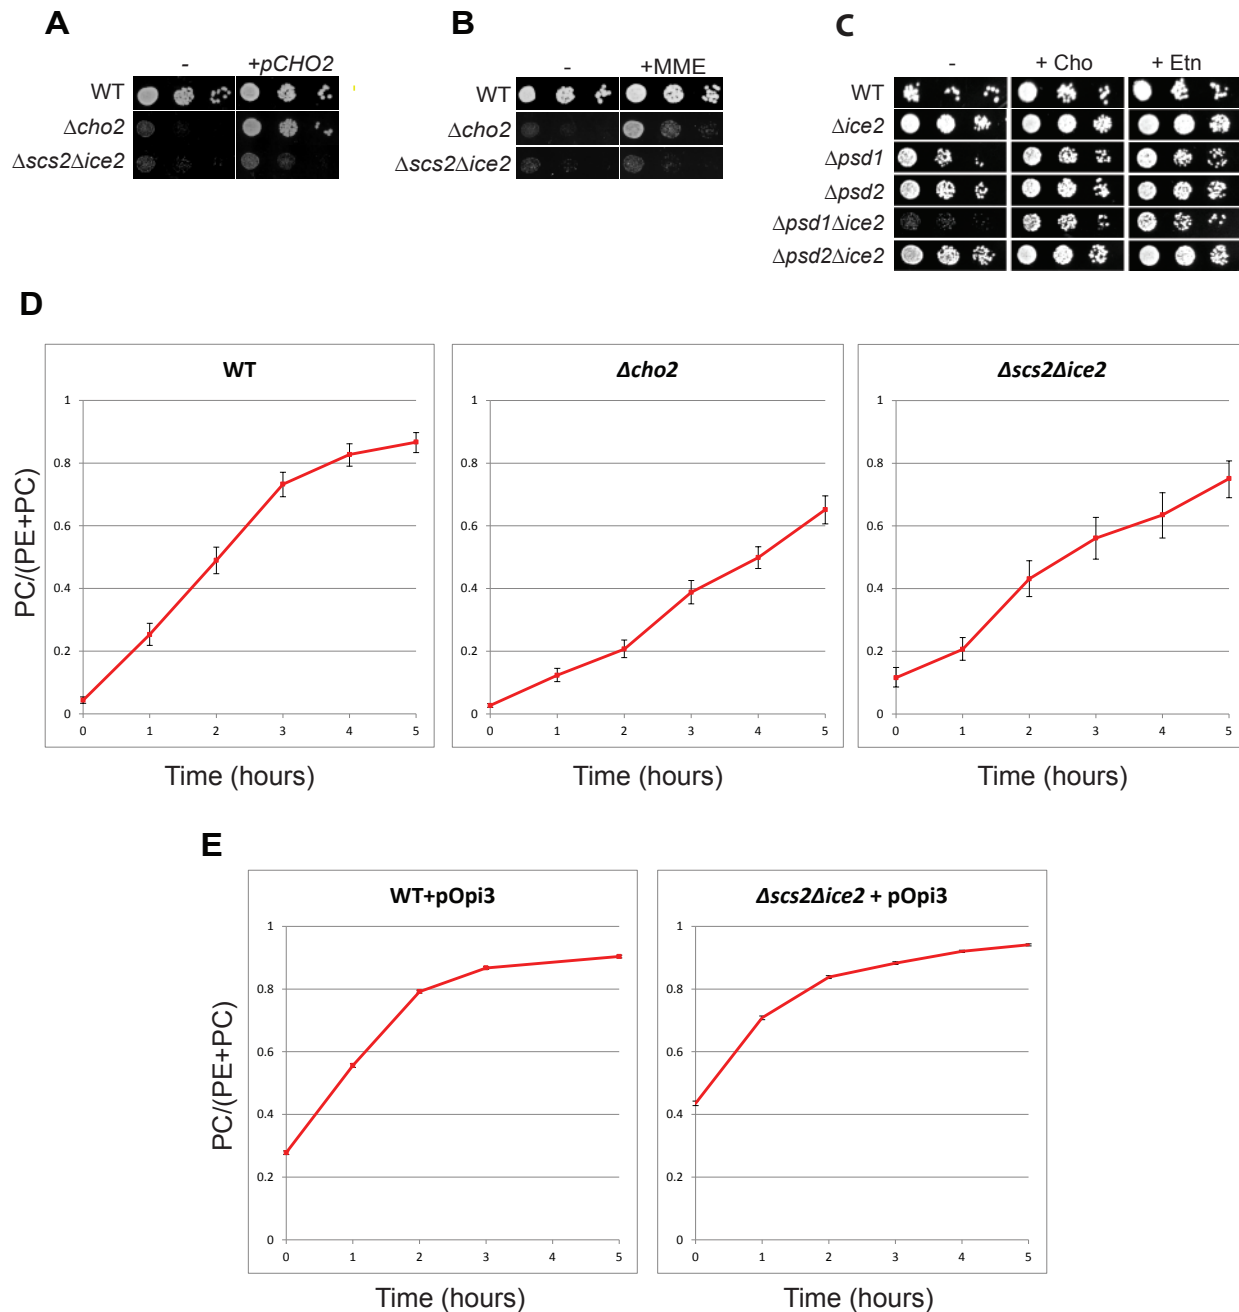 A
- +pCHO2
WT
Δcho2
Δscs2Δice2
B
- +MME
WT
Δcho2
Δscs2Δice2
C
- + Cho + Etn
WT
Δice2
Δpsd1
Δpsd2
Δpsd1Δice2
Δpsd2Δice2
D
WT
PC/(PE+PC)
1
0.8
0.6
0.4
0.2
0
0 1 2 3 4 5
Time (hours)
Δcho2
1
0.8
0.6
0.4
0.2
0
0 1 2 3 4 5
Time (hours)
Δscs2Δice2
1
0.8
0.6
0.4
0.2
0
0 1 2 3 4 5
Time (hours)
E
WT+pOpi3
PC/(PE+PC)
1
0.8
0.6
0.4
0.2
0
0 1 2 3 4 5
Time (hours)
Δscs2Δice2 + pOpi3
1
0.8
0.6
0.4
0.2
0
0 1 2 3 4 5
Time (hours)